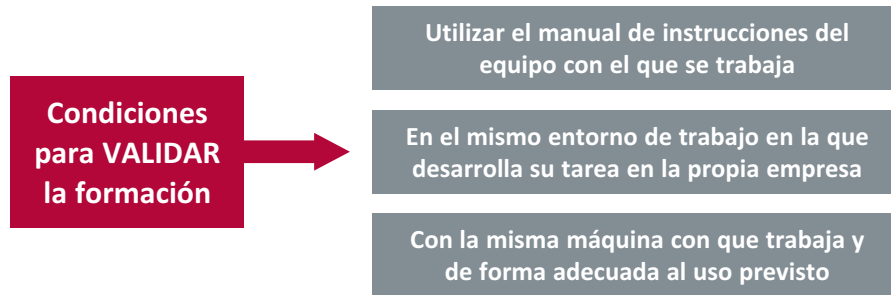 Condiciones
para VALIDAR
la formación
Utilizar el manual de instrucciones del
equipo con el que se trabaja
En el mismo entorno de trabajo en la que
desarrolla su tarea en la propia empresa
Con la misma máquina con que trabaja y
de forma adecuada al uso previsto